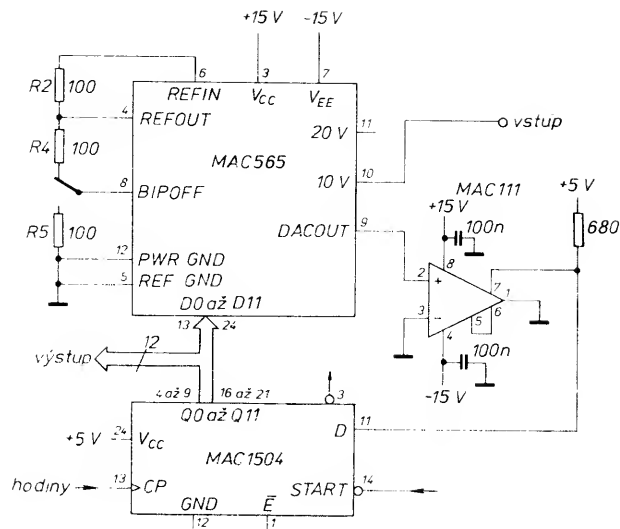 +15 V
-15 V
R2 100
6
3
7
REFIN
VCC
VEE
4
REFOUT
20 V
11
vstup
R4 100
MAC565
10 V
10
MAC111
8
BIPOFF
+15 V
+5 V
9
DACOUT
100n
680
R5 100
8
12
PWR GND
2
+
7
1
5
REF GND
3
-
5
6
D0 až D11
4
13
24
100n
výstup
12
-15 V
4 až 9
16 až 21
3
Q0 až Q11
D
11
+5 V
24
VCC
MAC1504
hodiny
13
CP
START
14
GND
E̅
12
1